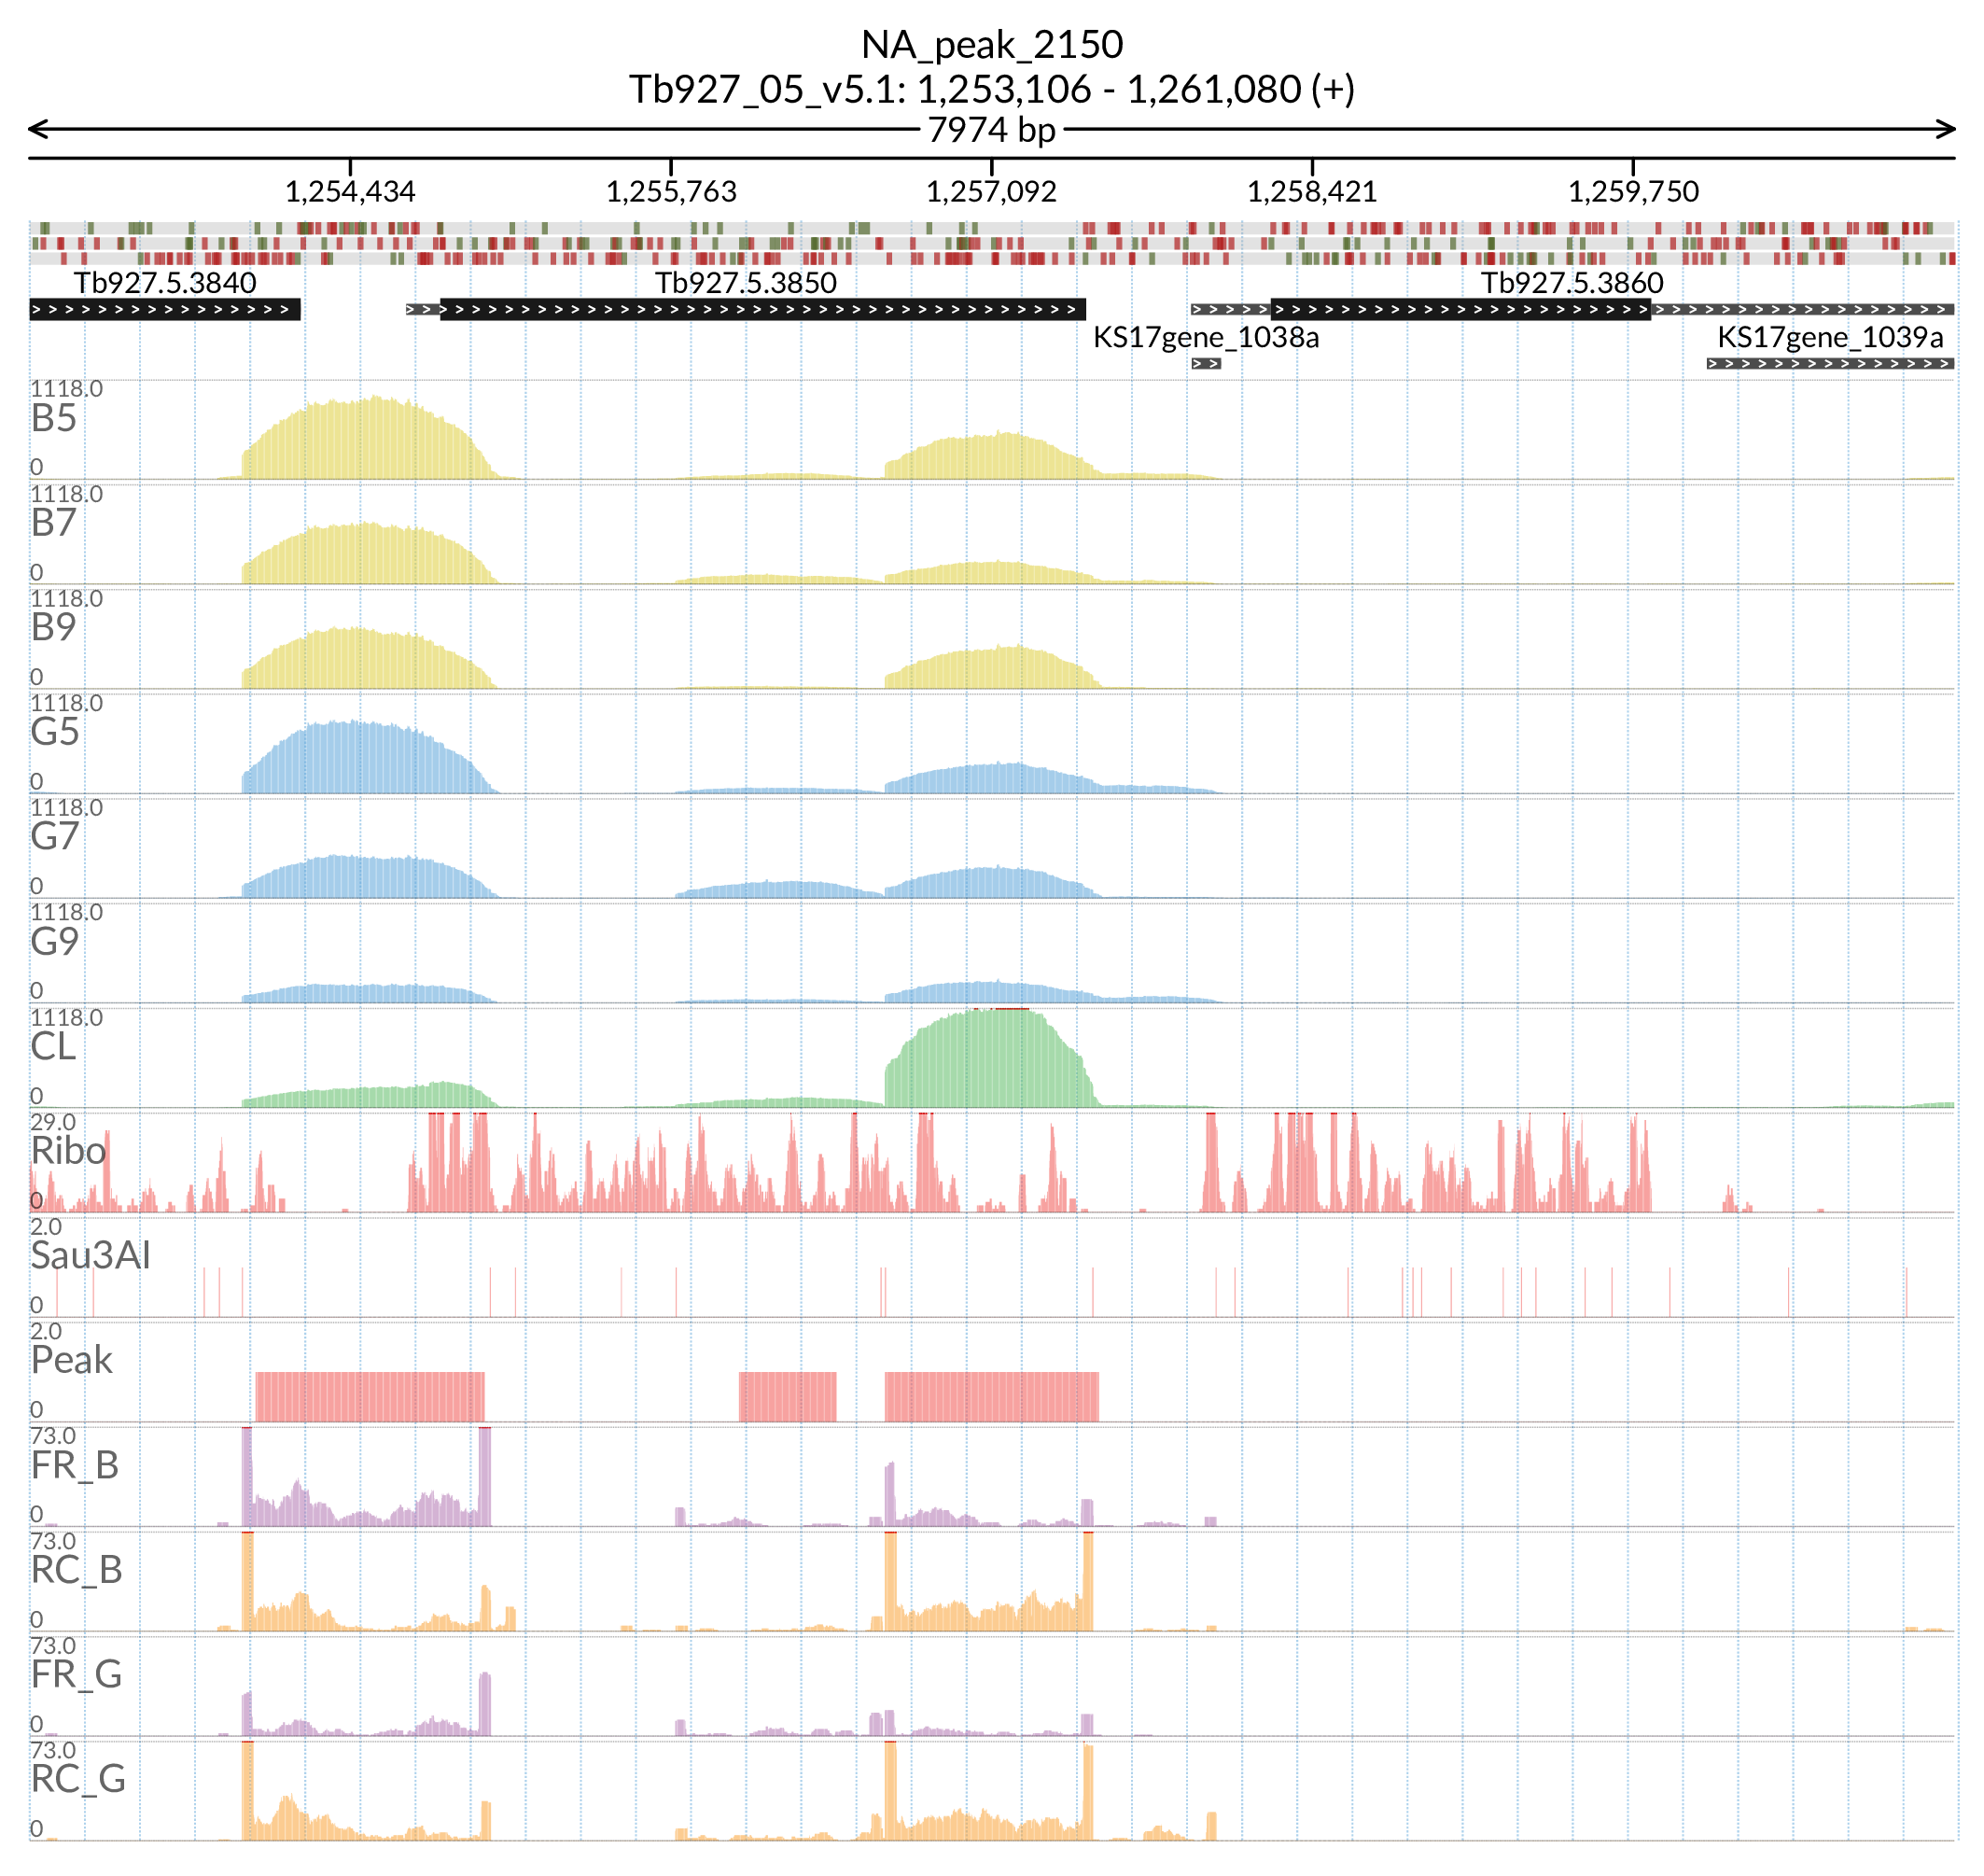 NA_peak_2150
Tb927_05_v5.1: 1,253,106 - 1,261,080 (+)
7974 bp
1,254,434 1,255,763 1,257,092 1,258,421 1,259,750
Tb927.5.3840 Tb927.5.3850 Tb927.5.3860
KS17gene_1038a KS17gene_1039a
1118.0
B5
0
1118.0
B7
0
1118.0
B9
0
1118.0
G5
0
1118.0
G7
0
1118.0
G9
0
1118.0
CL
0
29.0
Ribo
0
2.0
Sau3AI
0
2.0
Peak
0
73.0
FR_B
0
73.0
RC_B
0
73.0
FR_G
0
73.0
RC_G
0